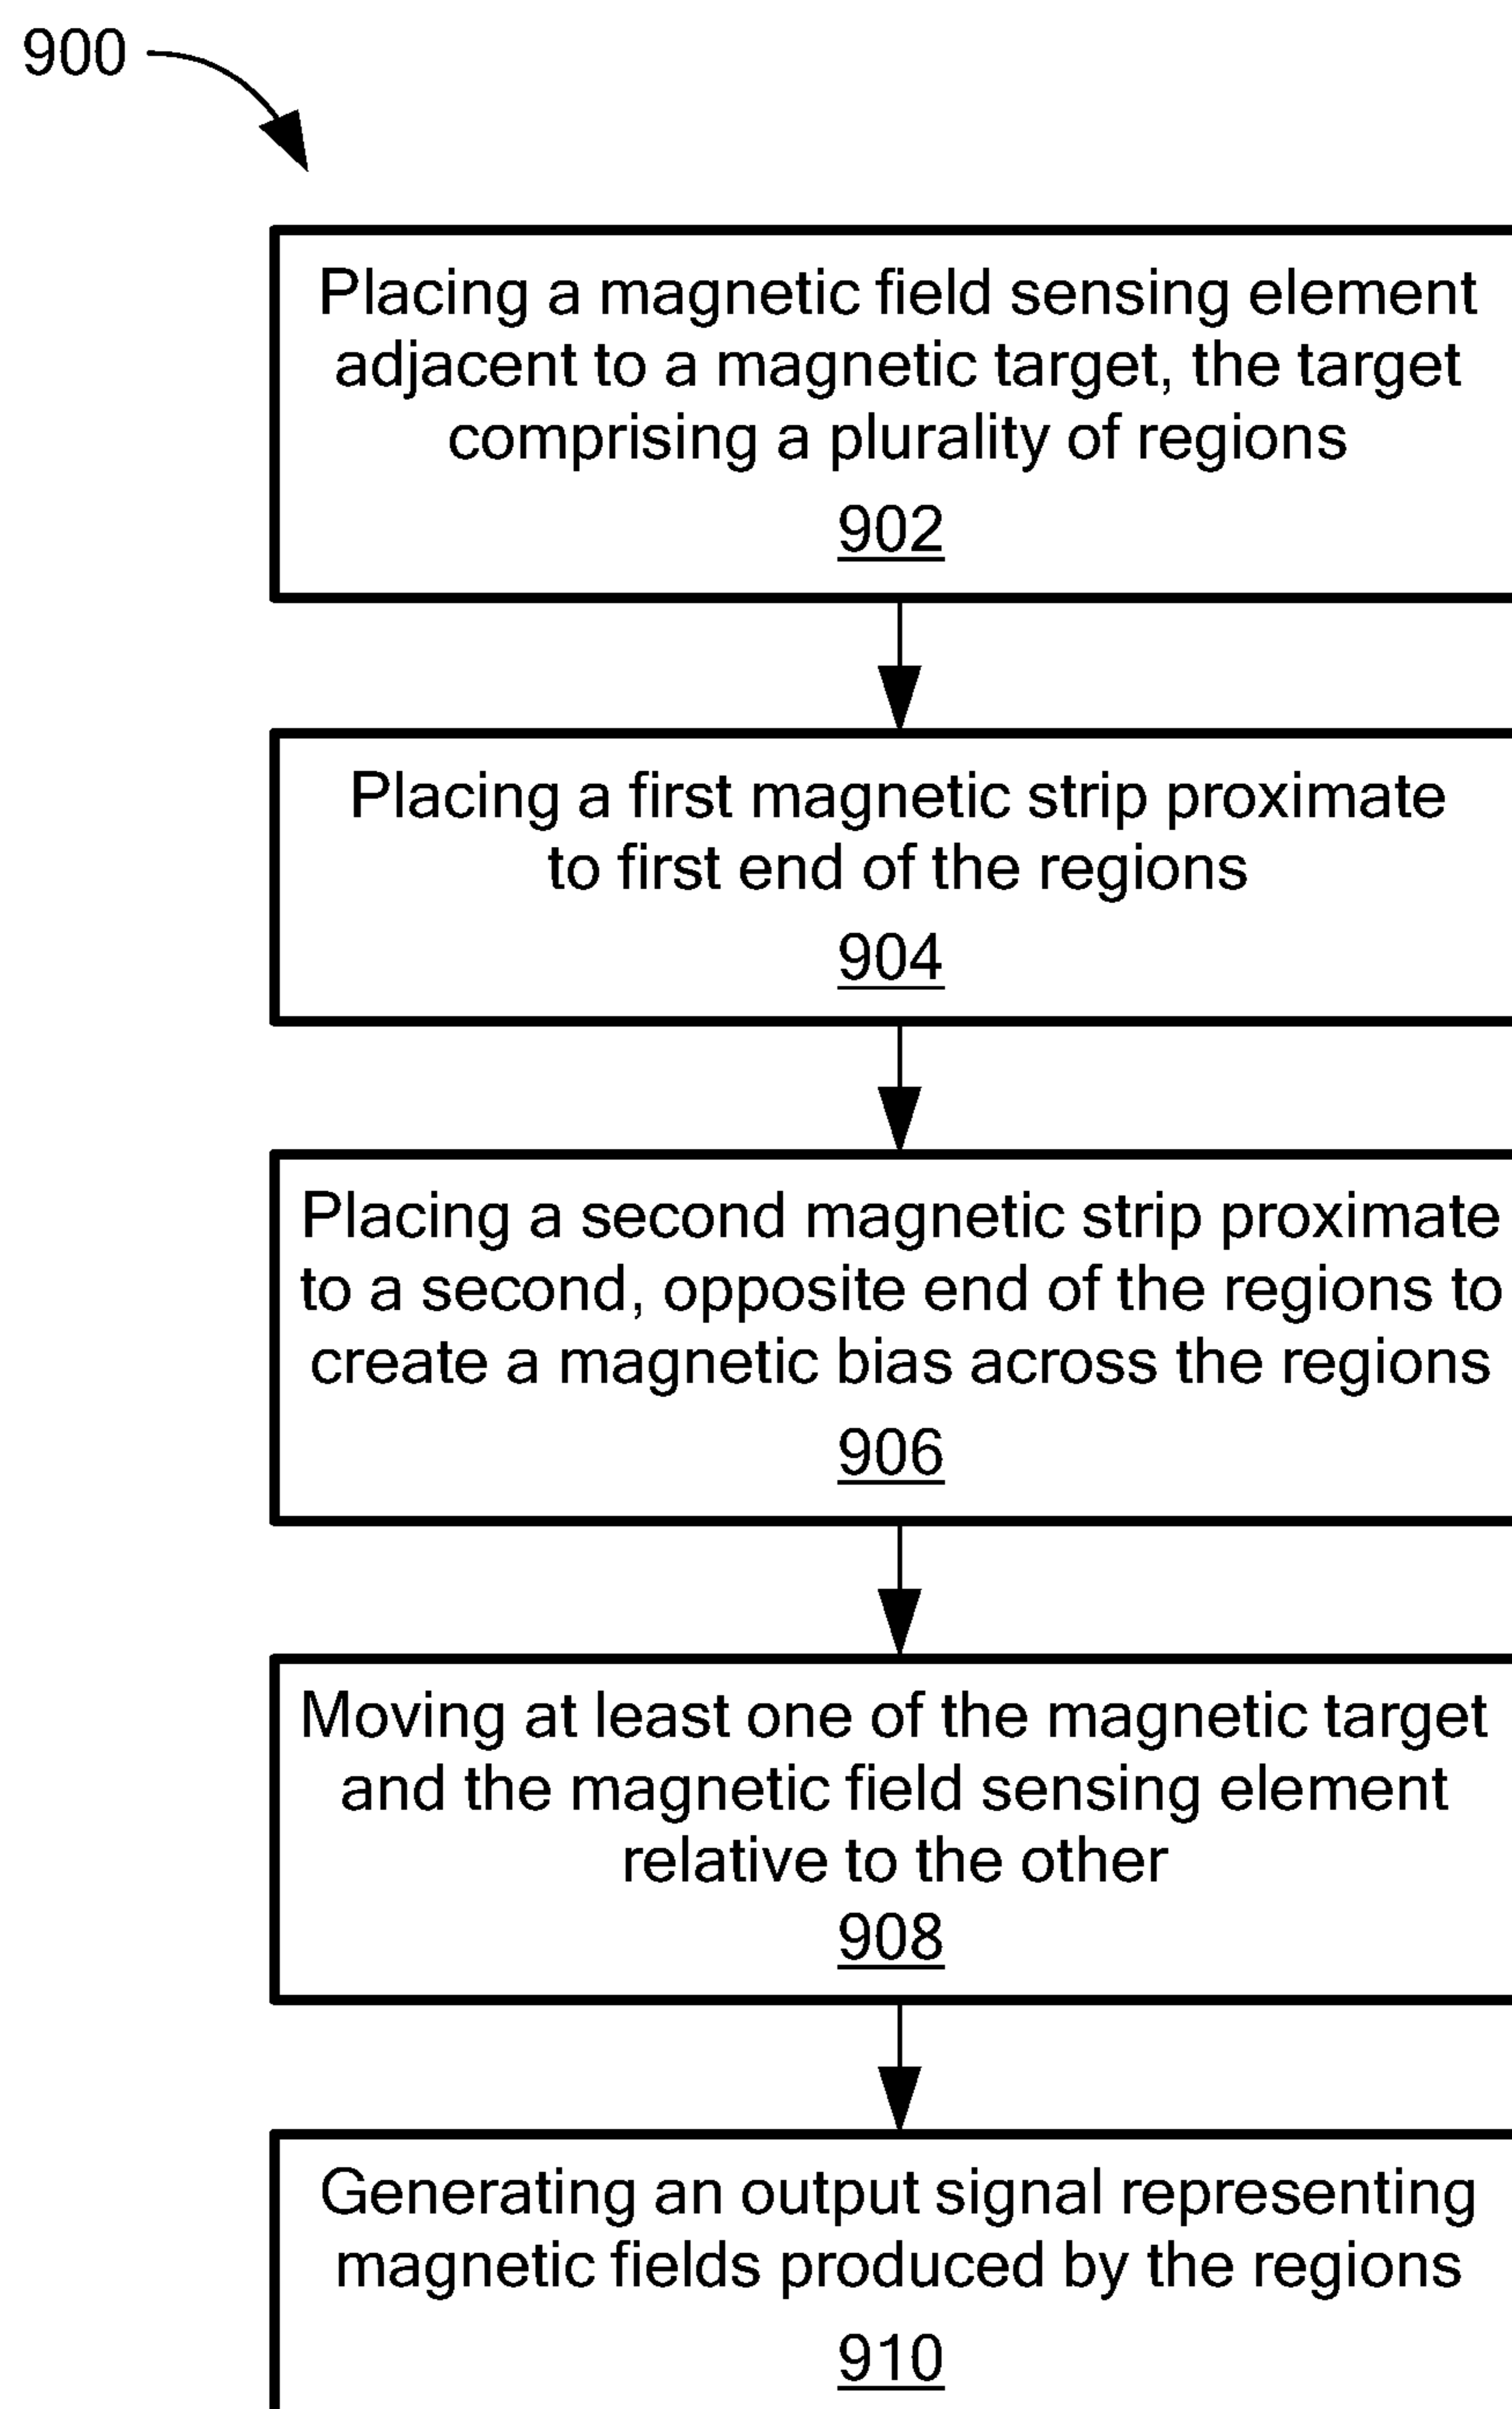 900
Placing a magnetic field sensing element
adjacent to a magnetic target, the target
comprising a plurality of regions
902
Placing a first magnetic strip proximate
to first end of the regions
904
Placing a second magnetic strip proximate
to a second, opposite end of the regions to
create a magnetic bias across the regions
906
Moving at least one of the magnetic target
and the magnetic field sensing element
relative to the other
908
Generating an output signal representing
magnetic fields produced by the regions
910